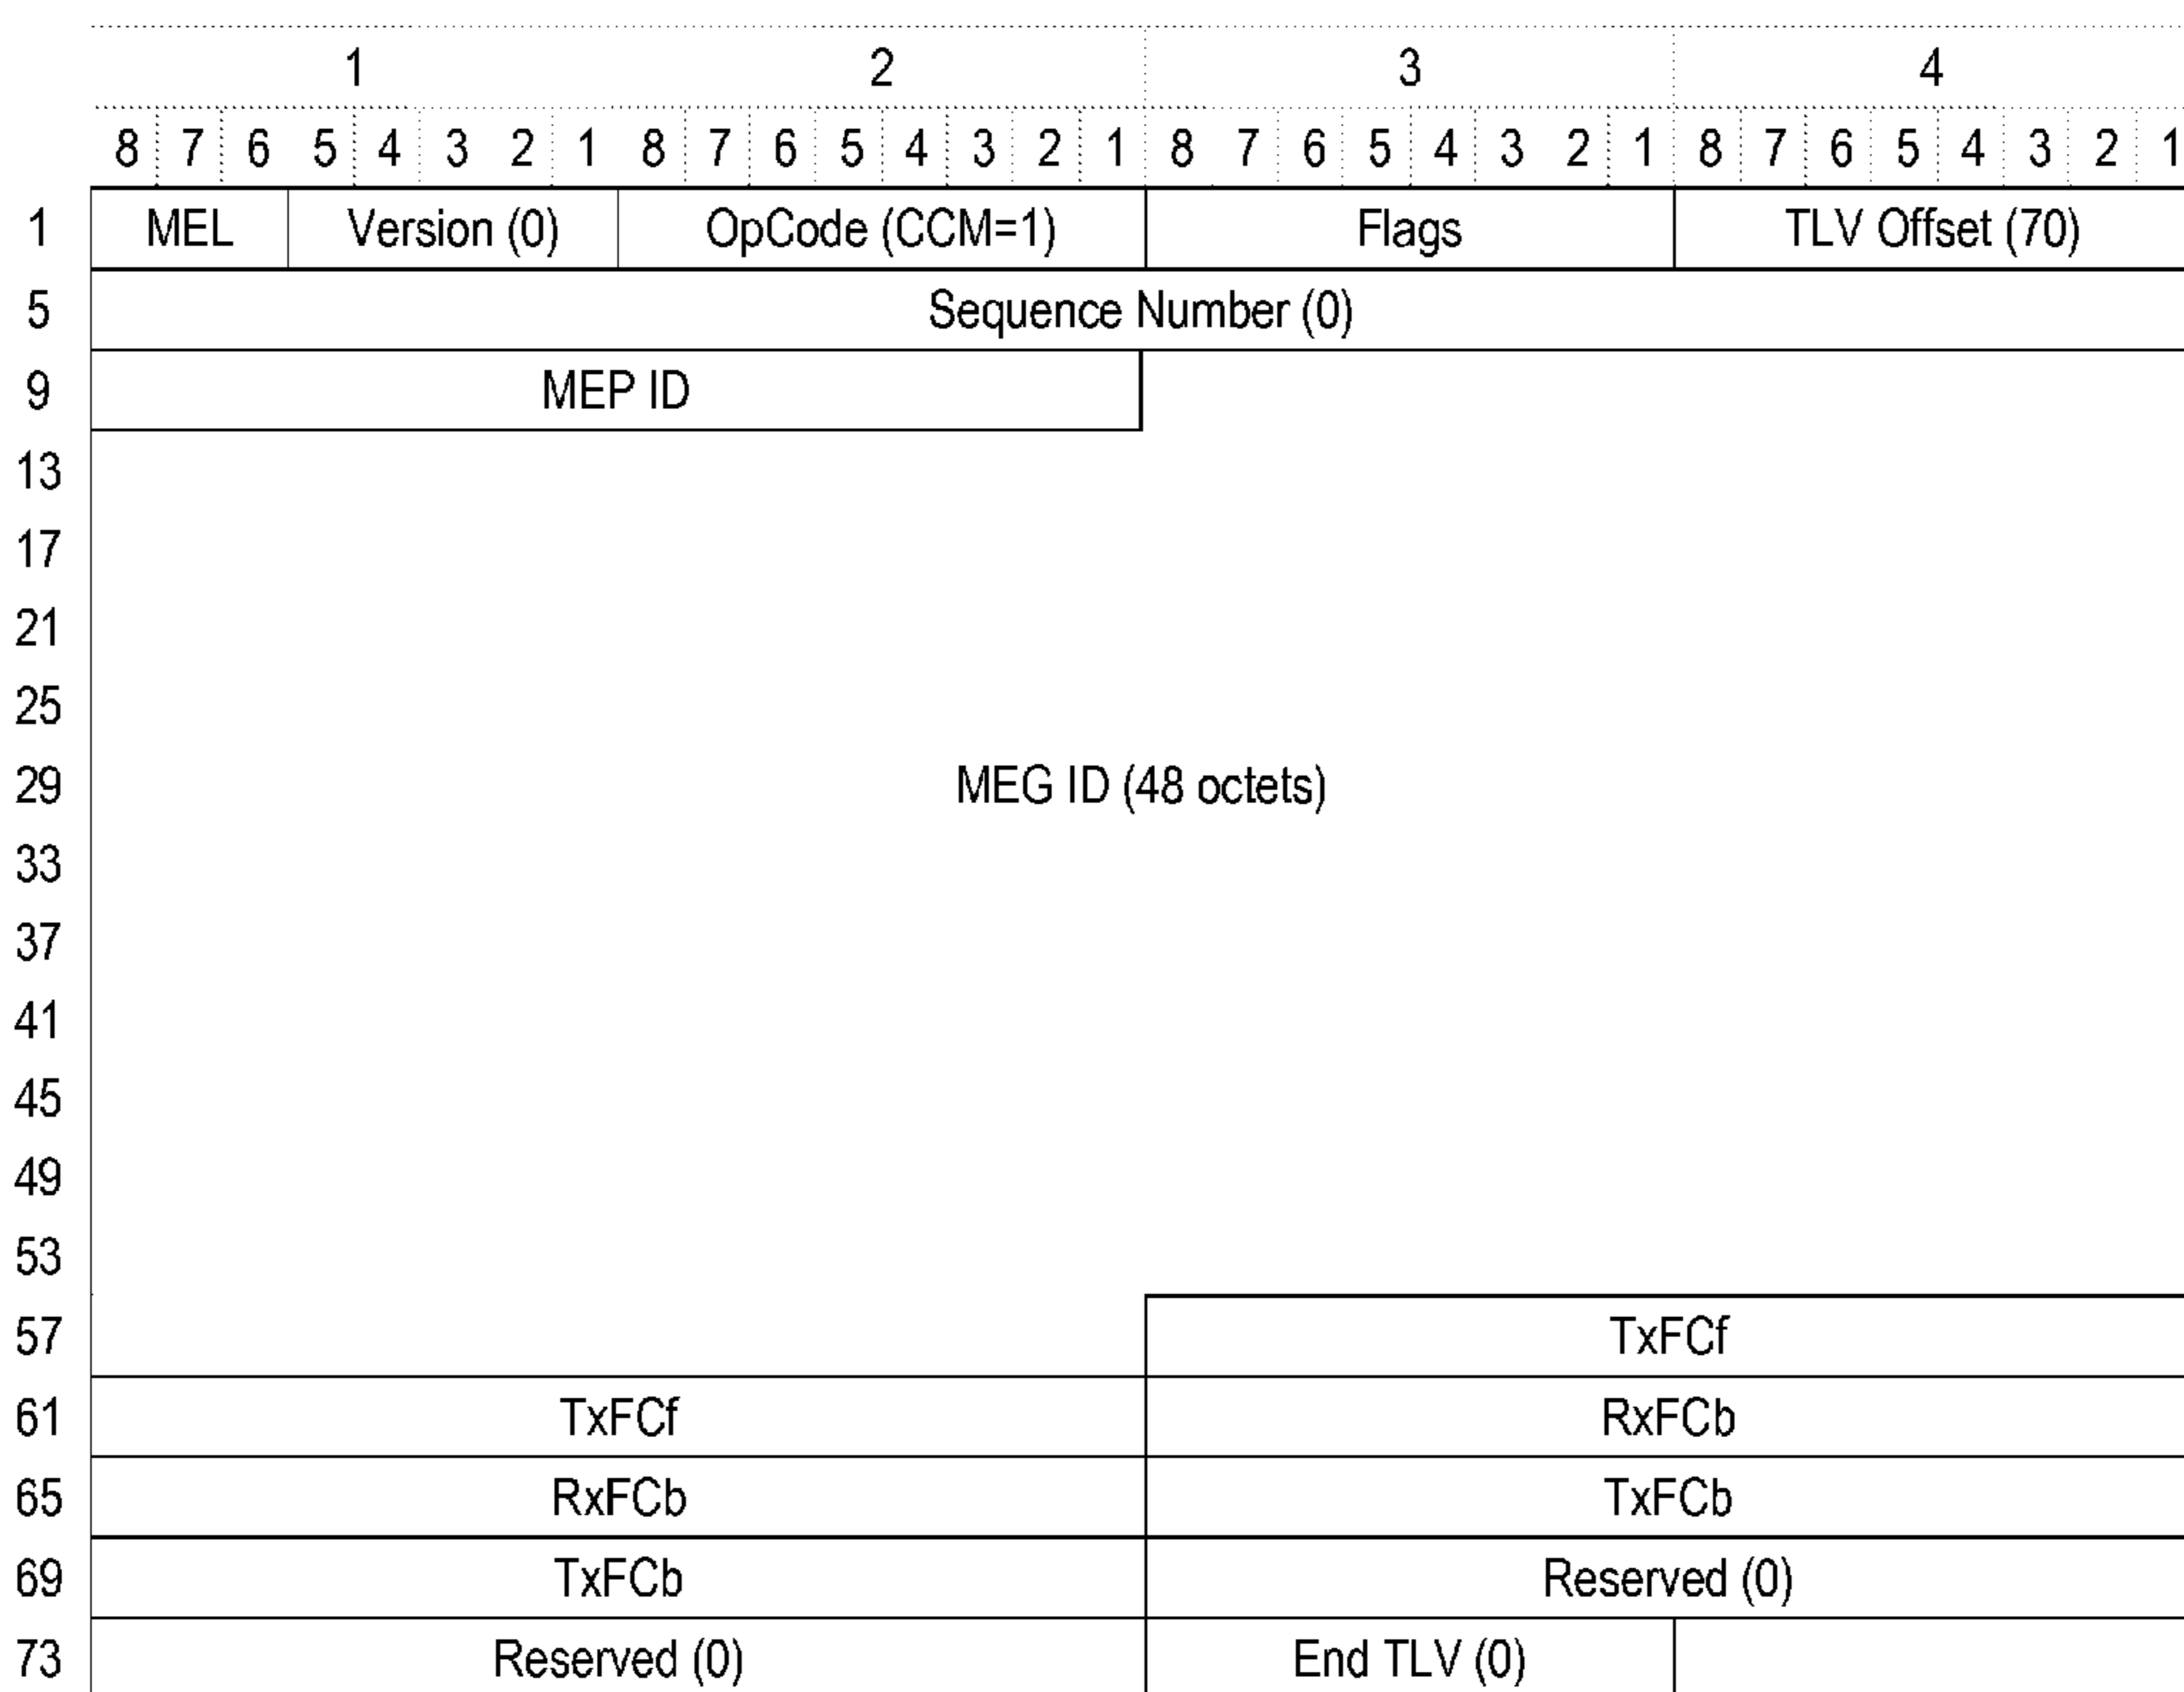 1 2 3 4
8 7 6 5 4 3 2 1 8 7 6 5 4 3 2 1 8 7 6 5 4 3 2 1 8 7 6 5 4 3 2 1
1 MEL Version (0) OpCode (CCM=1) Flags TLV Offset (70)
5 Sequence Number (0)
9 MEP ID
13
17
21
25
29 MEG ID (48 octets)
33
37
41
45
49
53
57 TxFCf
61 TxFCf RxFCb
65 RxFCb TxFCb
69 TxFCb Reserved (0)
73 Reserved (0) End TLV (0)